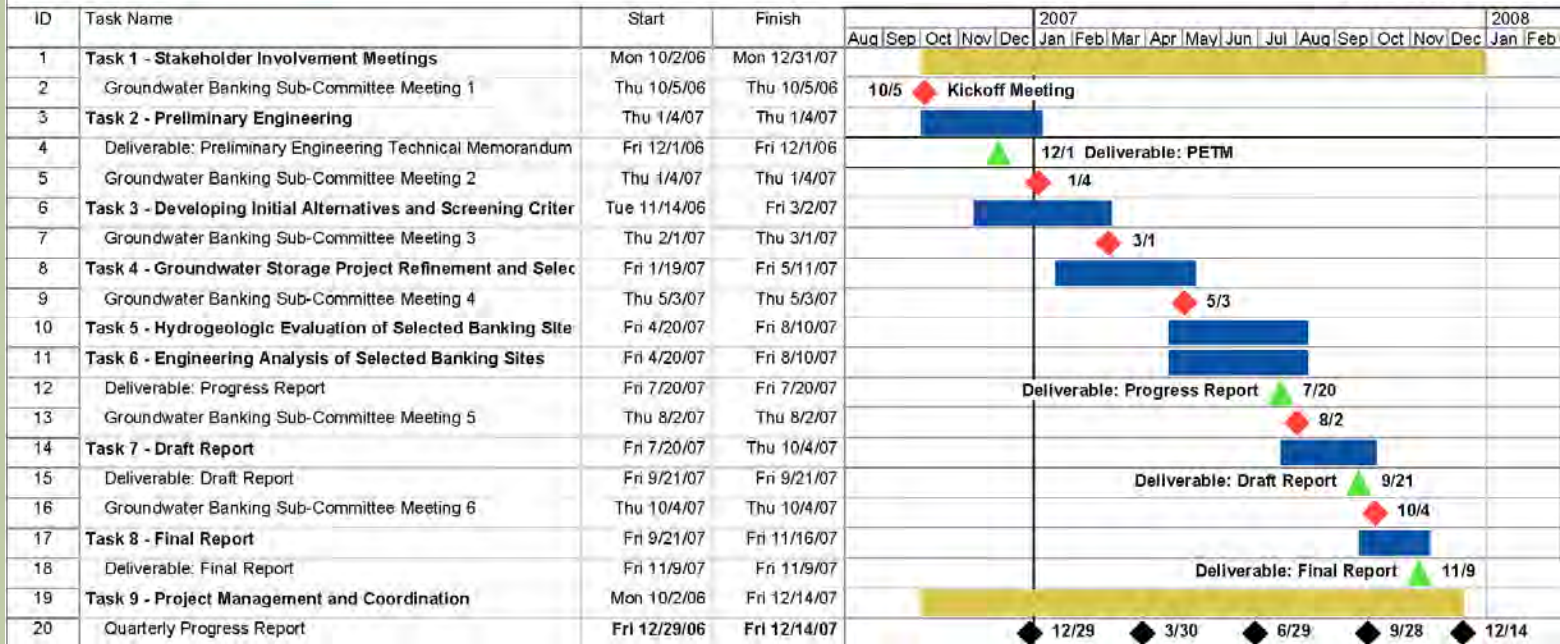 ID Task Name Start Finish 2007 2008
Aug Sep Oct Nov Dec Jan Feb Mar Apr May Jun Jul Aug Sep Oct Nov Dec Jan Feb
1 Task 1 - Stakeholder Involvement Meetings Mon 10/2/06 Mon 12/31/07
2 Groundwater Banking Sub-Committee Meeting 1 Thu 10/5/06 Thu 10/5/06 10/5 Kickoff Meeting
3 Task 2 - Preliminary Engineering Thu 1/4/07 Thu 1/4/07
4 Deliverable: Preliminary Engineering Technical Memorandum Fri 12/1/06 Fri 12/1/06 12/1 Deliverable: PETM
5 Groundwater Banking Sub-Committee Meeting 2 Thu 1/4/07 Thu 1/4/07 1/4
6 Task 3 - Developing Initial Alternatives and Screening Criter Tue 11/14/06 Fri 3/2/07
7 Groundwater Banking Sub-Committee Meeting 3 Thu 2/1/07 Thu 3/1/07 3/1
8 Task 4 - Groundwater Storage Project Refinement and Selec Fri 1/19/07 Fri 5/11/07
9 Groundwater Banking Sub-Committee Meeting 4 Thu 5/3/07 Thu 5/3/07 5/3
10 Task 5 - Hydrogeologic Evaluation of Selected Banking Site Fri 4/20/07 Fri 8/10/07
11 Task 6 - Engineering Analysis of Selected Banking Sites Fri 4/20/07 Fri 8/10/07
12 Deliverable: Progress Report Fri 7/20/07 Fri 7/20/07 Deliverable: Progress Report 7/20
13 Groundwater Banking Sub-Committee Meeting 5 Thu 8/2/07 Thu 8/2/07 8/2
14 Task 7 - Draft Report Fri 7/20/07 Thu 10/4/07
15 Deliverable: Draft Report Fri 9/21/07 Fri 9/21/07 Deliverable: Draft Report 9/21
16 Groundwater Banking Sub-Committee Meeting 6 Thu 10/4/07 Thu 10/4/07 10/4
17 Task 8 - Final Report Fri 9/21/07 Fri 11/16/07
18 Deliverable: Final Report Fri 11/9/07 Fri 11/9/07 Deliverable: Final Report 11/9
19 Task 9 - Project Management and Coordination Mon 10/2/06 Fri 12/14/07
20 Quarterly Progress Report Fri 12/29/06 Fri 12/14/07 12/29 3/30 6/29 9/28 12/14